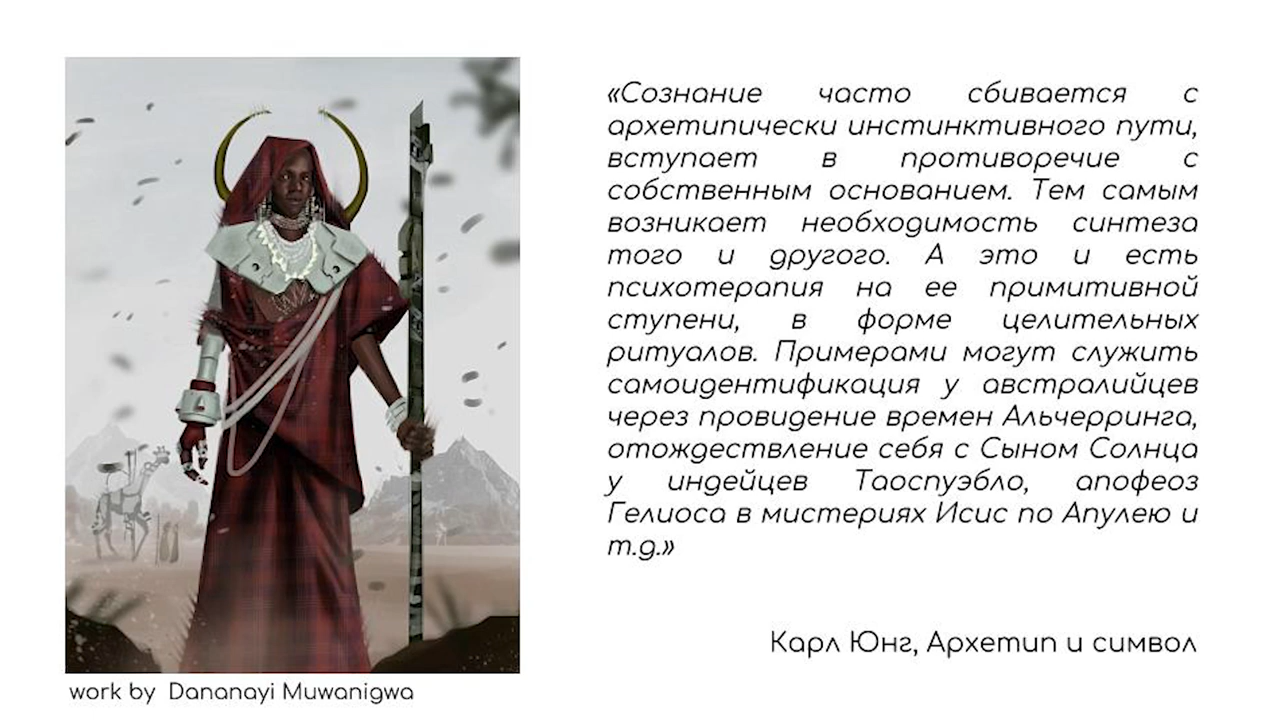 «Сознание часто сбивается с
архетипически инстинктивного пути,
вступает в противоречие с
собственным основанием. Тем самым
возникает необходимость синтеза
того и другого. А это и есть
психотерапия на ее примитивной
ступени, в форме целительных
ритуалов. Примерами могут служить
самоидентификация у австралийцев
через провидение времен Альчерринга,
отождествление себя с Сыном Солнца
у индейцев Таоспуэбло, апофеоз
Гелиоса в мистериях Исис по Апулею и
т.д.»
Карл Юнг, Архетип и символ
work by Dananayi Muwanigwa